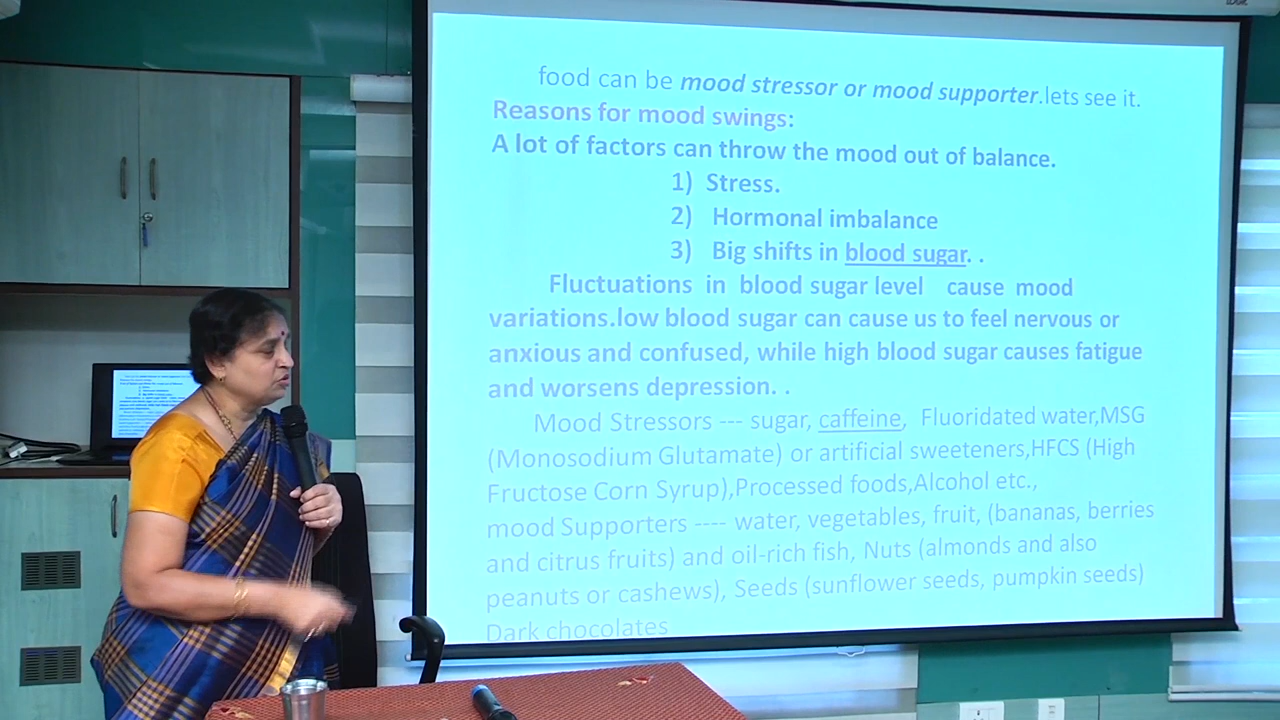 food can be mood stressor or mood supporter.lets see it.
Reasons for mood swings:
A lot of factors can throw the mood out of balance.
1) Stress.
2) Hormonal imbalance
3) Big shifts in blood sugar. .
Fluctuations in blood sugar level cause mood
variations.low blood sugar can cause us to feel nervous or
anxious and confused, while high blood sugar causes fatigue
and worsens depression. .
Mood Stressors --- sugar, caffeine, Fluoridated water,MSG
(Monosodium Glutamate) or artificial sweeteners,HFCS (High
Fructose Corn Syrup),Processed foods,Alcohol etc.,
mood Supporters ---- water, vegetables, fruit, (bananas, berries
and citrus fruits) and oil-rich fish, Nuts (almonds and also
peanuts or cashews), Seeds (sunflower seeds, pumpkin seeds)
Dark chocolates